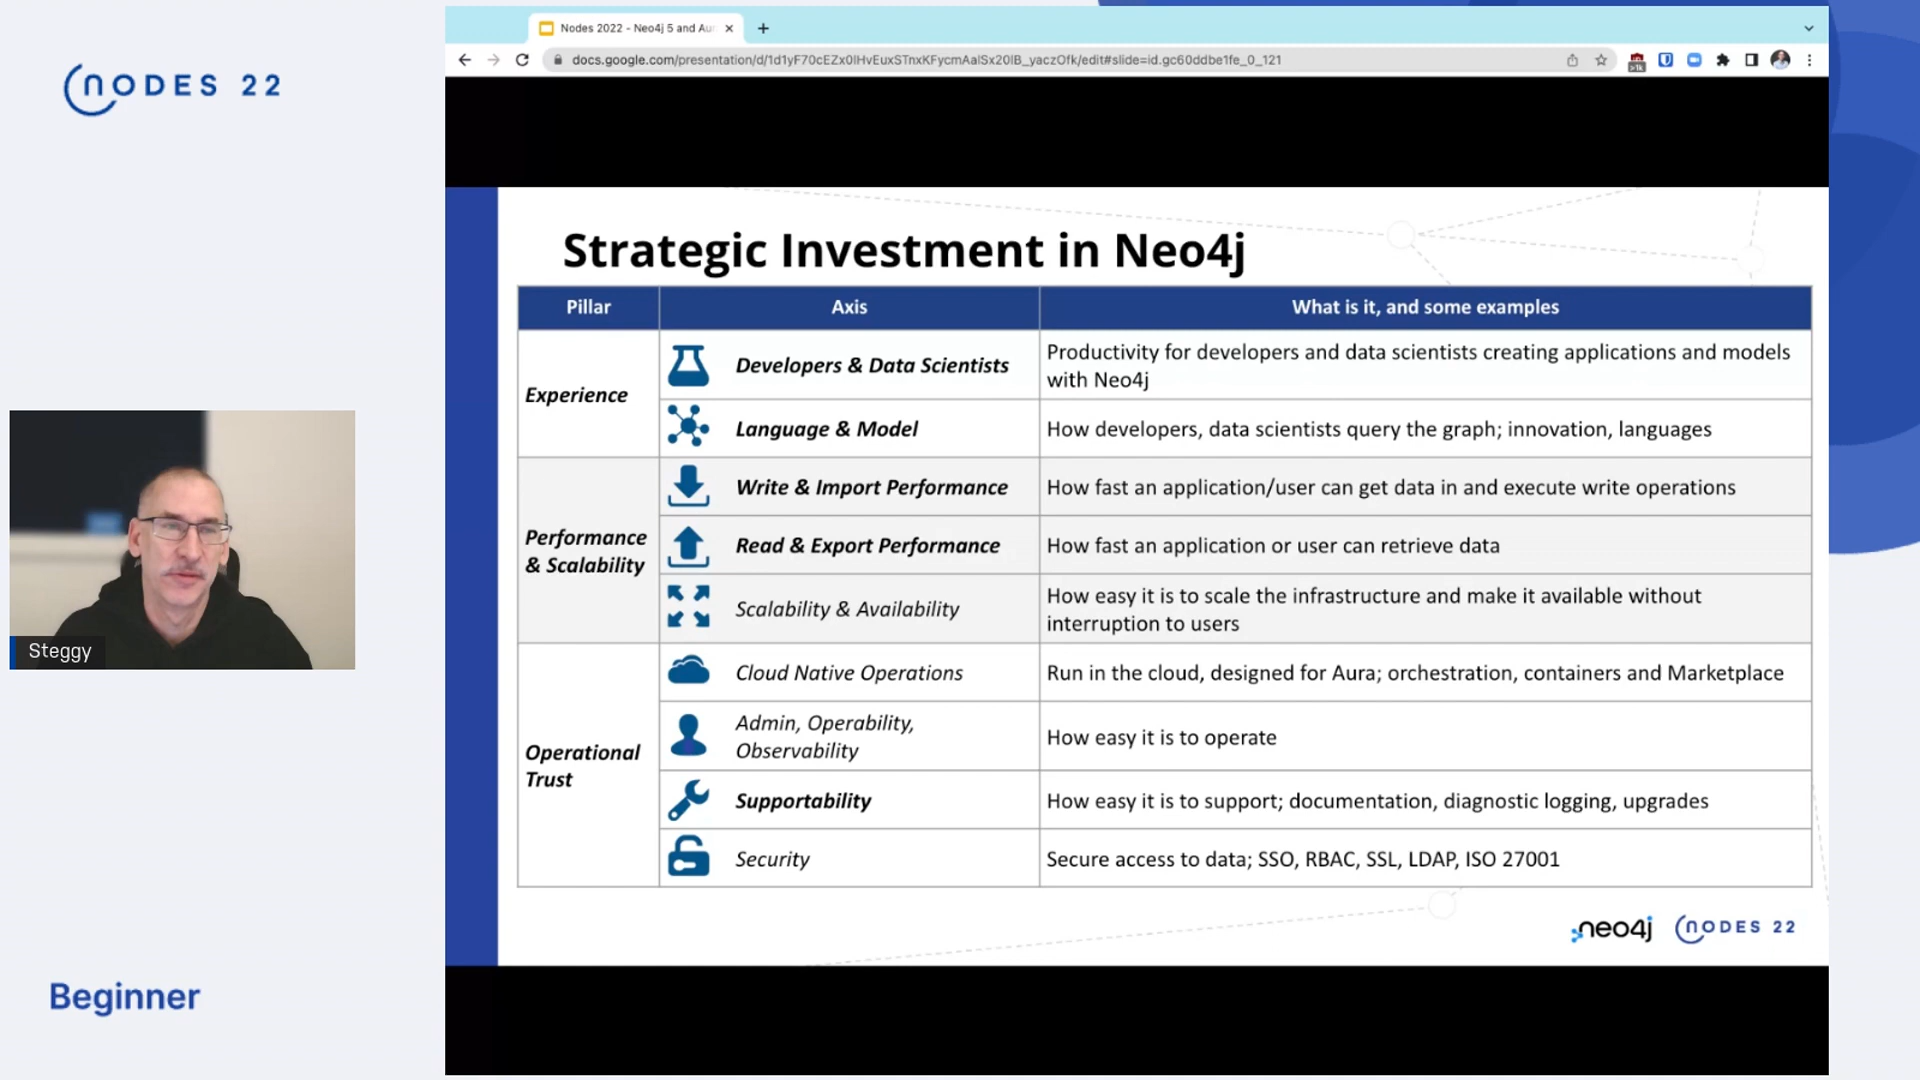 NODES 22
Nodes 2022 - Neo4j 5 and Au
docs.google.com/presentation/d/1d1yF70cEZx0lHvEuxSTnxKFycmAalSx20lB_yaczOfk/edit#slide=id.gc60ddbe1fe_0_121
Strategic Investment in Neo4j
Pillar
Axis
What is it, and some examples
Experience
Developers & Data Scientists
Productivity for developers and data scientists creating applications and models
with Neo4j
Language & Model
How developers, data scientists query the graph; innovation, languages
Performance
& Scalability
Write & Import Performance
How fast an application/user can get data in and execute write operations
Read & Export Performance
How fast an application or user can retrieve data
Scalability & Availability
How easy it is to scale the infrastructure and make it available without
interruption to users
Operational
Trust
Cloud Native Operations
Run in the cloud, designed for Aura; orchestration, containers and Marketplace
Admin, Operability,
Observability
How easy it is to operate
Supportability
How easy it is to support; documentation, diagnostic logging, upgrades
Security
Secure access to data; SSO, RBAC, SSL, LDAP, ISO 27001
neo4j
NODES 22
Steggy
Beginner